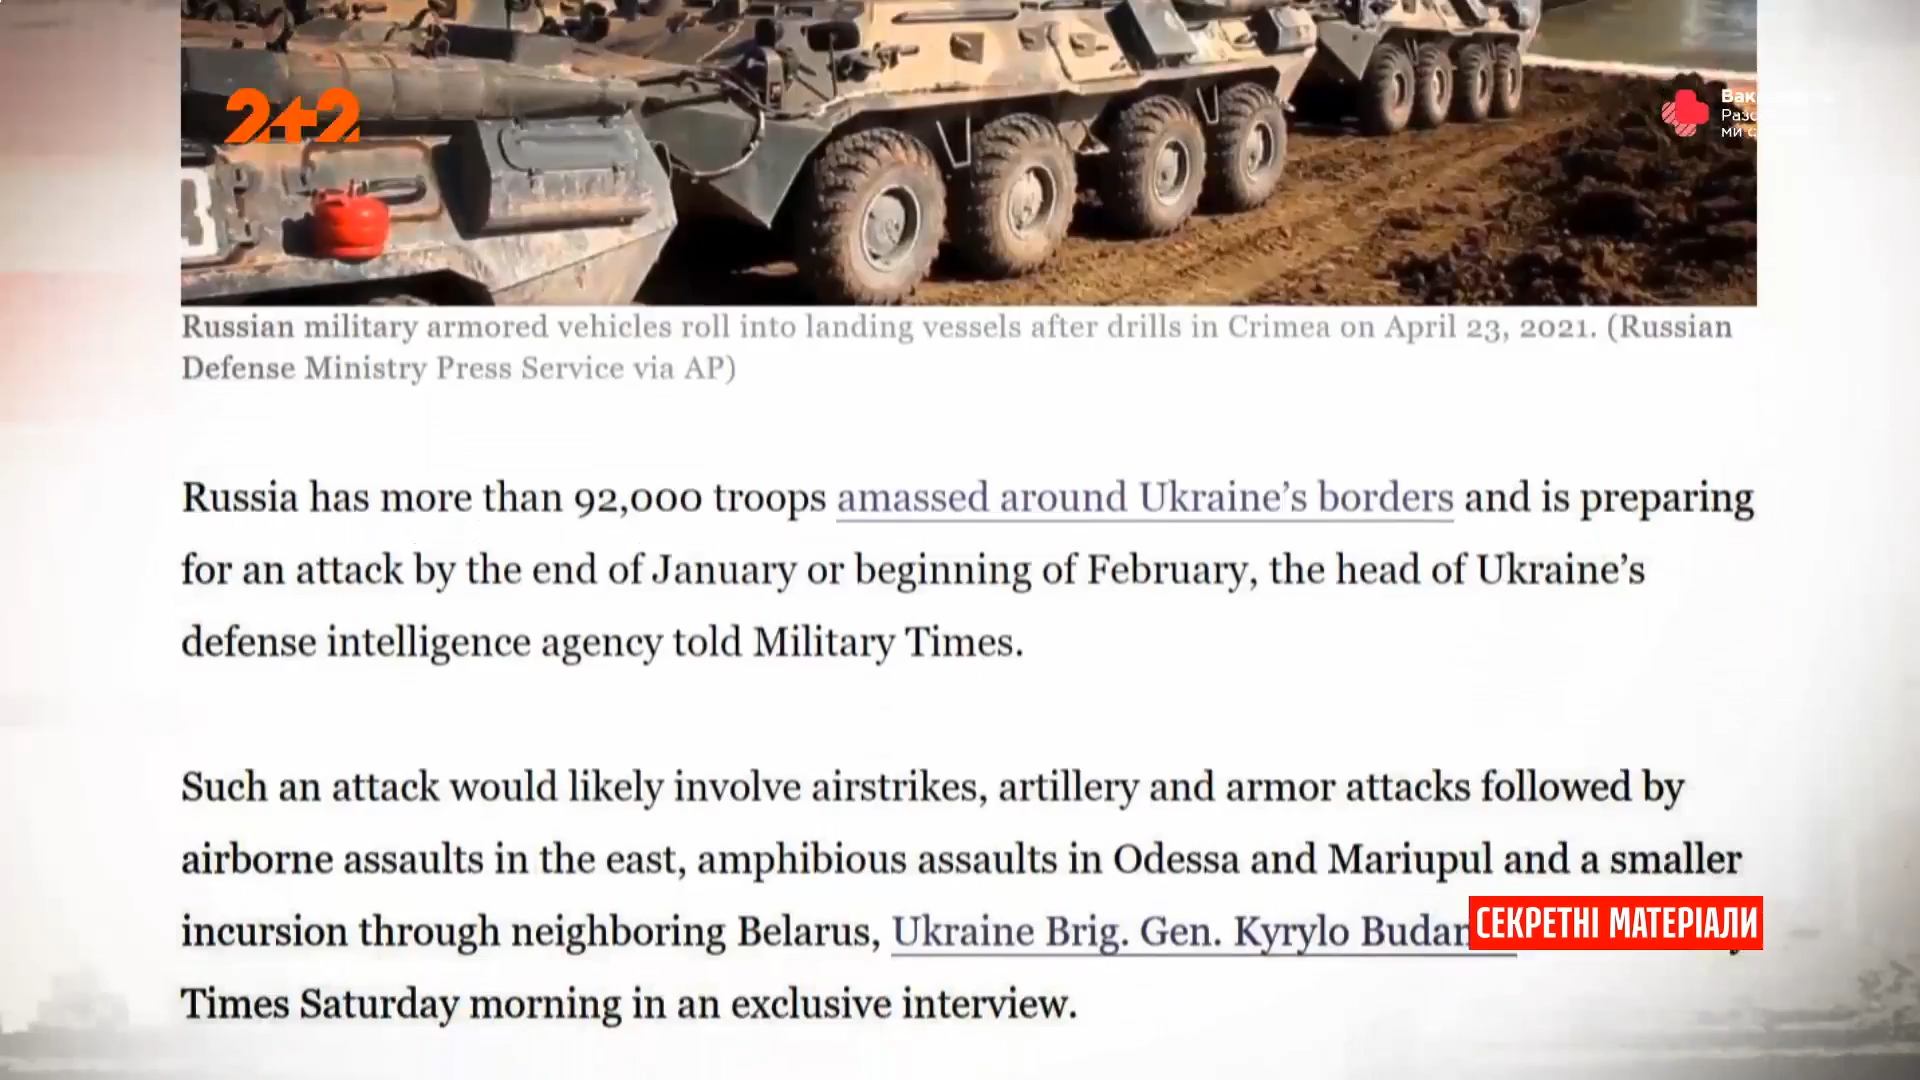 2+2
Вак
Раз
ми с
3
Russian military armored vehicles roll into landing vessels after drills in Crimea on April 23, 2021. (Russian
Defense Ministry Press Service via AP)
Russia has more than 92,000 troops amassed around Ukraine’s borders and is preparing
for an attack by the end of January or beginning of February, the head of Ukraine’s
defense intelligence agency told Military Times.
Such an attack would likely involve airstrikes, artillery and armor attacks followed by
airborne assaults in the east, amphibious assaults in Odessa and Mariupul and a smaller
incursion through neighboring Belarus, Ukraine Brig. Gen. Kyrylo Budan
СЕКРЕТНІ МАТЕРІАЛИ
Times Saturday morning in an exclusive interview.